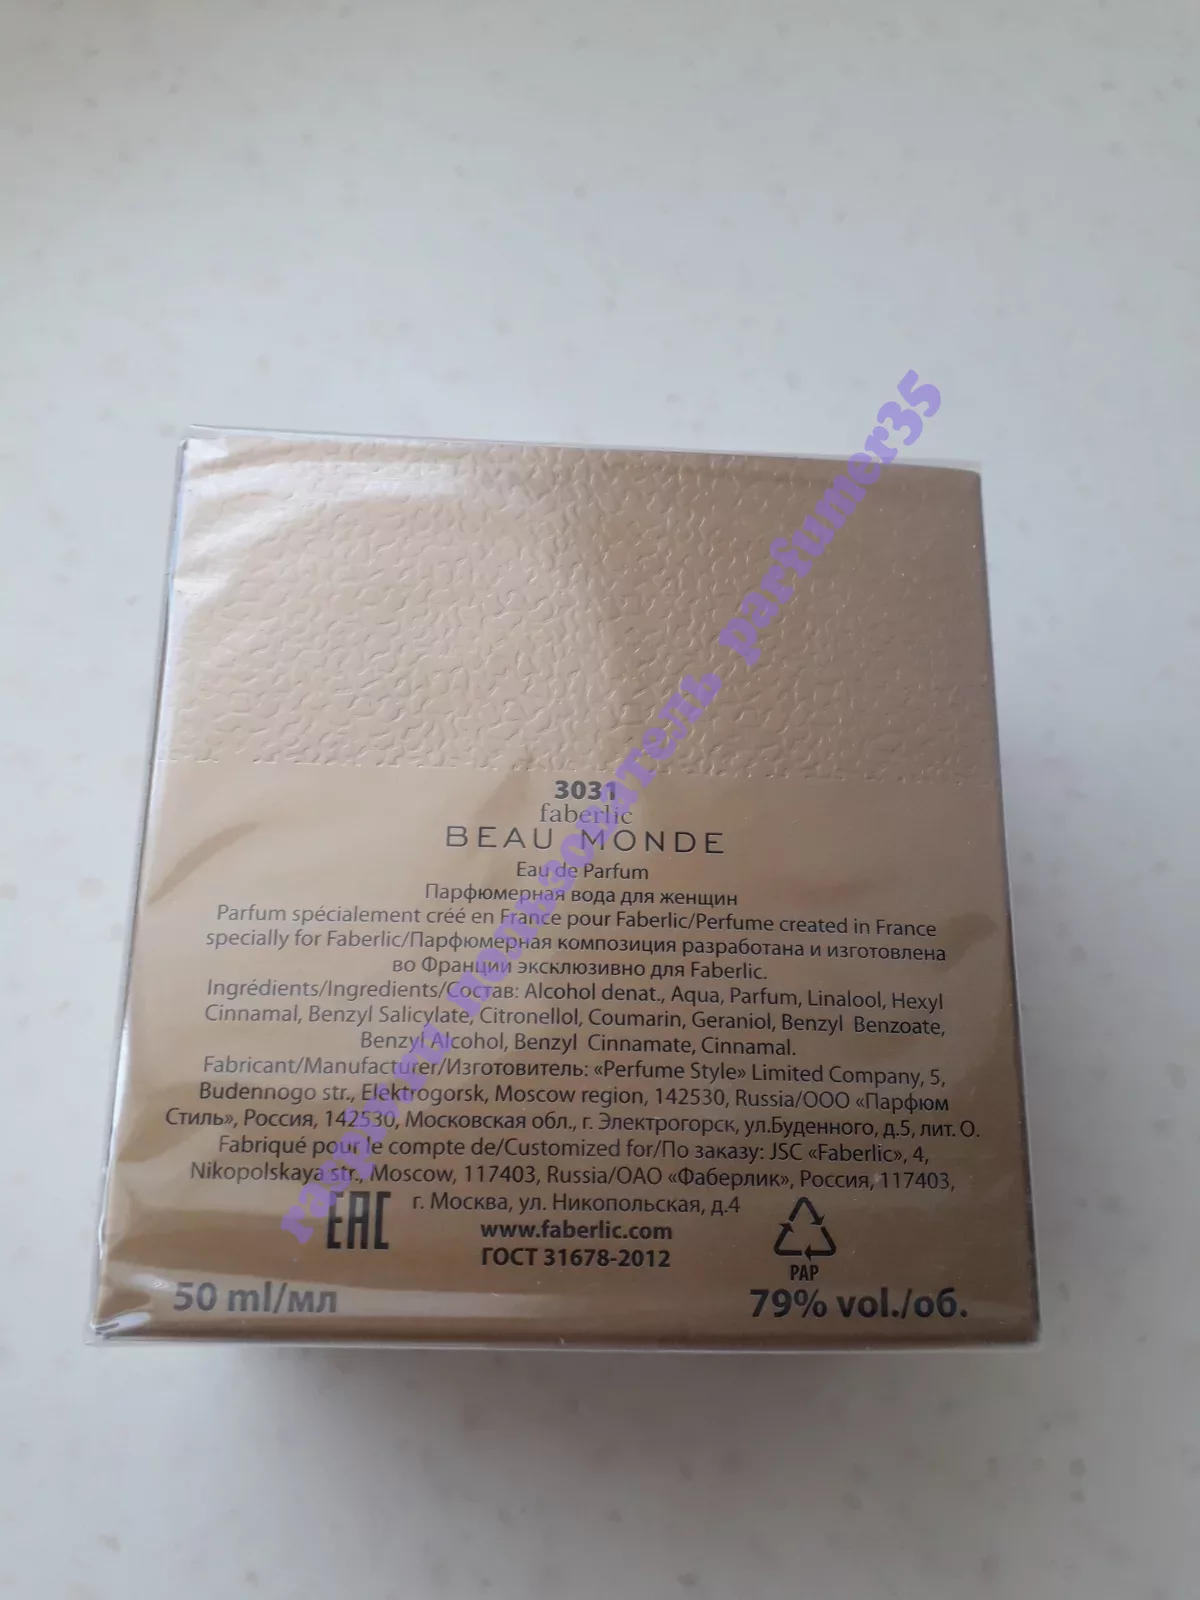 3031
faberlic
BEAU MONDE
Eau de Parfum
Парфюмерная вода для женщин
Parfum spécialement créé en France pour Faberlic/Perfume created in France
specially for Faberlic/Парфюмерная композиция разработана и изготовлена
во Франции эксклюзивно для Faberlic.
Ingrédients/Ingredients/Состав: Alcohol denat., Aqua, Parfum, Linalool, Hexyl
Cinnamal, Benzyl Salicylate, Citronellol, Coumarin, Geraniol, Benzyl Benzoate,
Benzyl Alcohol, Benzyl Cinnamate, Cinnamal.
Fabricant/Manufacturer/Изготовитель: «Perfume Style» Limited Company, 5,
Budennogo str., Elektrogorsk, Moscow region, 142530, Russia/ООО «Парфюм
Стиль», Россия, 142530, Московская обл., г. Электрогорск, ул.Буденного, д.5, лит. О.
Fabriqué pour le compte de/Customized for/По заказу: JSC «Faberlic», 4,
Nikopolskaya str., Moscow, 117403, Russia/ОАО «Фаберлик», Россия, 117403,
г. Москва, ул. Никопольская, д.4
EAC
www.faberlic.com
ГОСТ 31678-2012
PAP
50 ml/мл
79% vol./об.
пользователь parfumer35